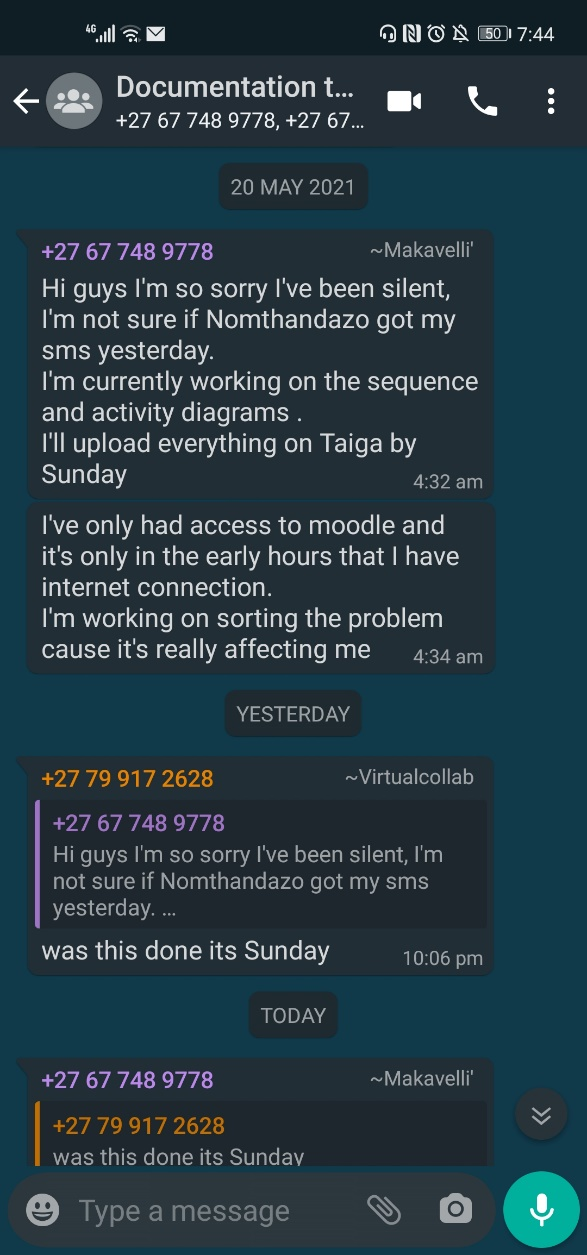 4G 50 7:44
Documentation t...
+27 67 748 9778, +27 67...
20 MAY 2021
+27 67 748 9778 ~Makavelli'
Hi guys I'm so sorry I've been silent,
I'm not sure if Nomthandazo got my
sms yesterday.
I'm currently working on the sequence
and activity diagrams .
I'll upload everything on Taiga by
Sunday 4:32 am
I've only had access to moodle and
it's only in the early hours that I have
internet connection.
I'm working on sorting the problem
cause it's really affecting me 4:34 am
YESTERDAY
+27 79 917 2628 ~Virtualcollab
+27 67 748 9778
Hi guys I'm so sorry I've been silent, I'm
not sure if Nomthandazo got my sms
yesterday. ...
was this done its Sunday 10:06 pm
TODAY
+27 67 748 9778 ~Makavelli'
+27 79 917 2628
was this done its Sunday
Type a message